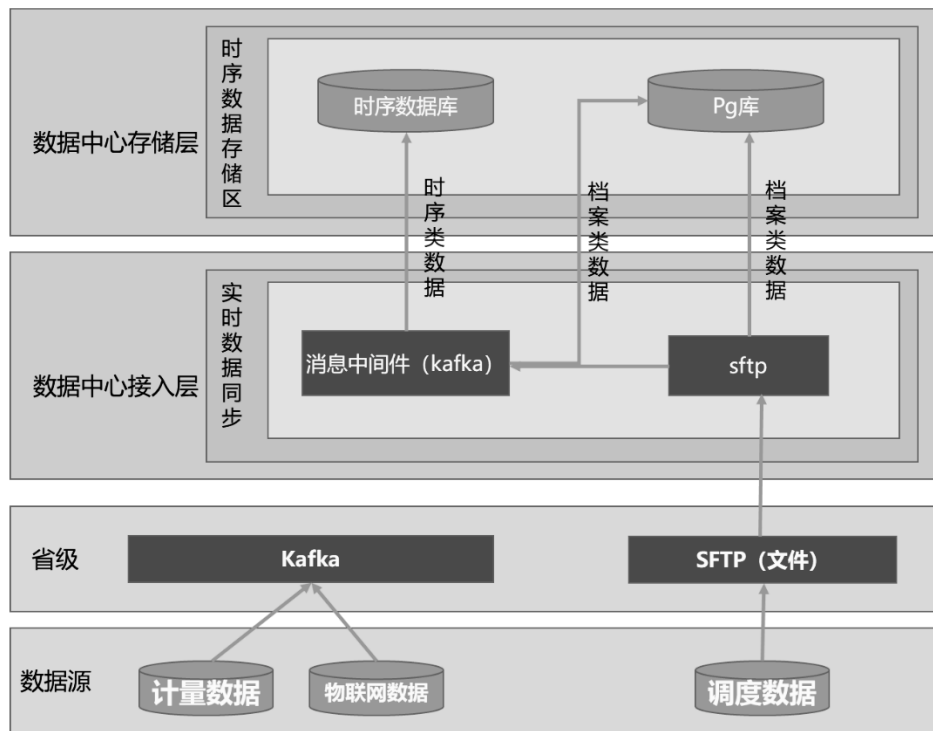 数据中心存储层
时序数据存储区
时序数据库
Pg库
时序类数据
档案类数据
档案类数据
数据中心接入层
实时数据同步
消息中间件（kafka）
sftp
省级
Kafka
SFTP（文件）
数据源
计量数据
物联网数据
调度数据